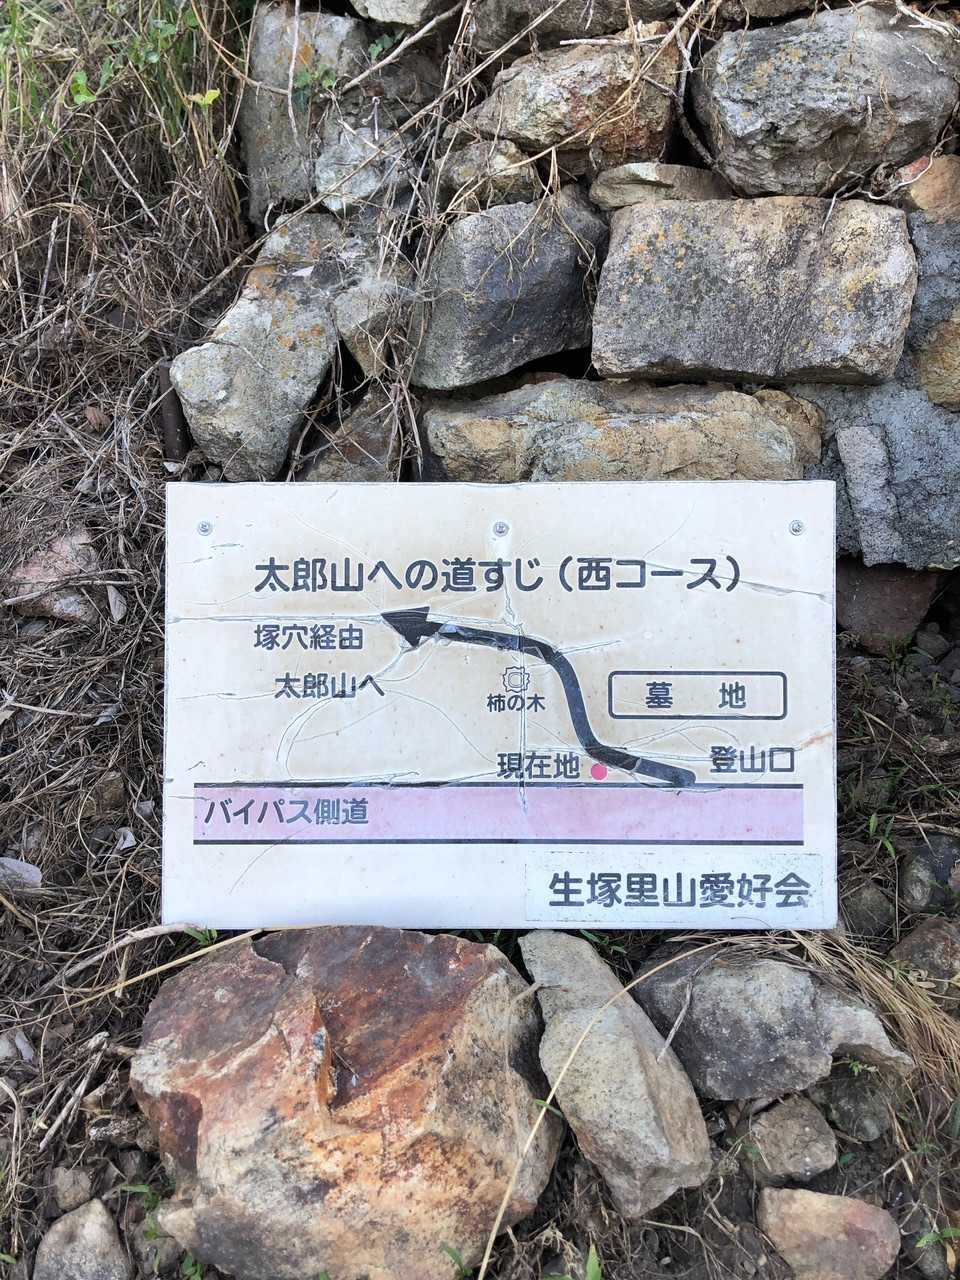 太郎山への道すじ（西コース）
塚穴経由
太郎山へ
柿の木
墓　地
現在地
登山口
バイパス側道
生塚里山愛好会